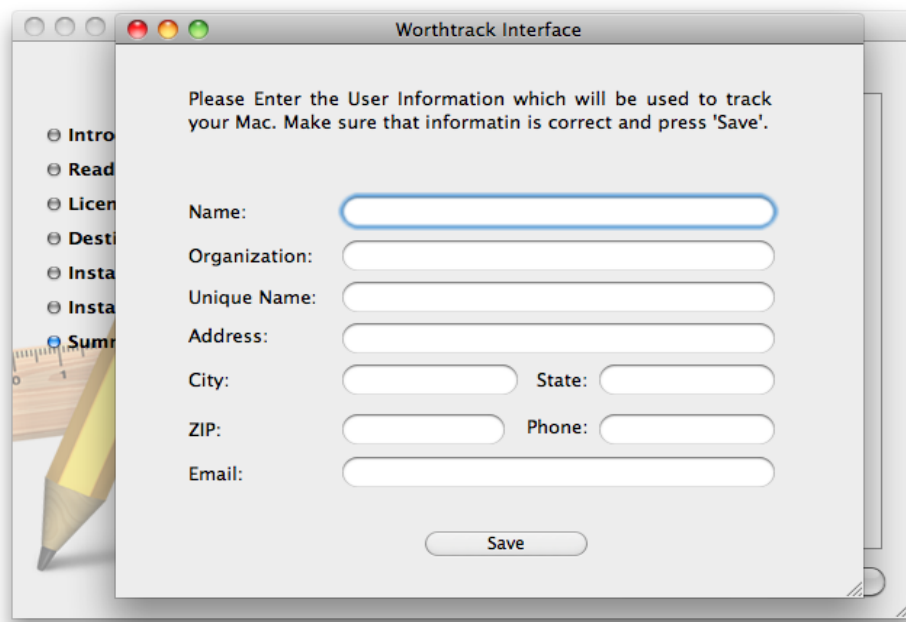 Worthtrack Interface
Please Enter the User Information which will be used to track
your Mac. Make sure that informatin is correct and press 'Save'.
Intro
Read
Licen
Desti
Insta
Insta
Summ
0 1
Name:
Organization:
Unique Name:
Address:
City: State:
ZIP: Phone:
Email:
Save